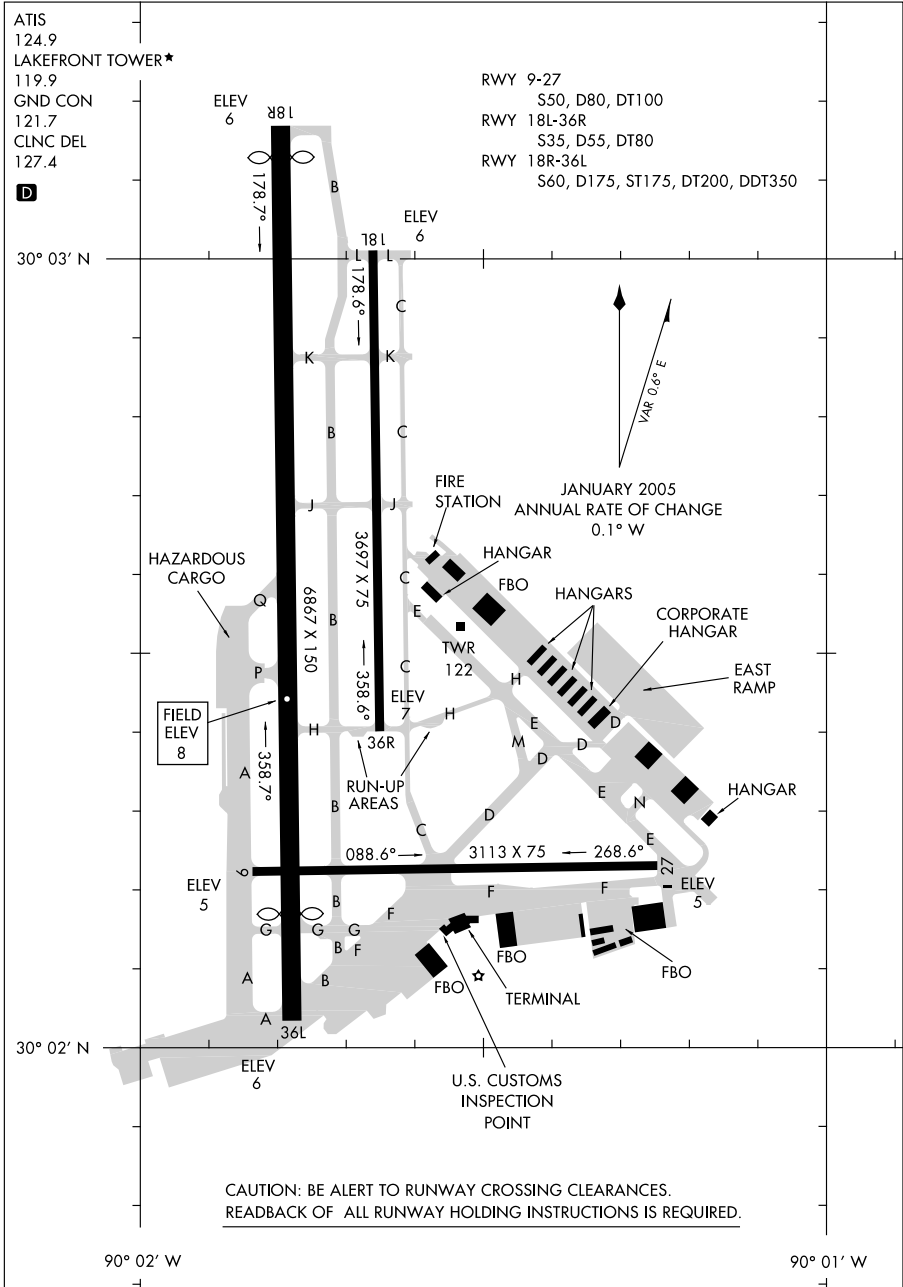 ATIS
124.9
LAKEFRONT TOWER★
119.9
GND CON
121.7
CLNC DEL
127.4
D
RWY 9-27
S50, D80, DT100
RWY 18L-36R
S35, D55, DT80
RWY 18R-36L
S60, D175, ST175, DT200, DDT350
ELEV
6
18R
178.7°
B
ELEV
6
18L
L
L
30° 03' N
178.6°
C
K
K
VAR 0.6° E
B
C
JANUARY 2005
ANNUAL RATE OF CHANGE
0.1° W
FIRE
STATION
J
J
HAZARDOUS
CARGO
HANGAR
3697 X 75
C
FBO
HANGARS
Q
6867 X 150
B
E
CORPORATE
HANGAR
TWR
122
P
C
358.6°
H
EAST
RAMP
FIELD
ELEV
8
ELEV
7
H
H
36R
E
D
M
D
D
358.7°
A
RUN-UP
AREAS
B
E
N
HANGAR
C
D
E
088.6°
3113 X 75
268.6°
9
27
ELEV
5
ELEV
5
B
F
F
F
G
G
G
B
F
FBO
FBO
FBO
TERMINAL
A
B
A
36L
30° 02' N
ELEV
6
U.S. CUSTOMS
INSPECTION
POINT
CAUTION: BE ALERT TO RUNWAY CROSSING CLEARANCES.
READBACK OF ALL RUNWAY HOLDING INSTRUCTIONS IS REQUIRED.
90° 02' W
90° 01' W